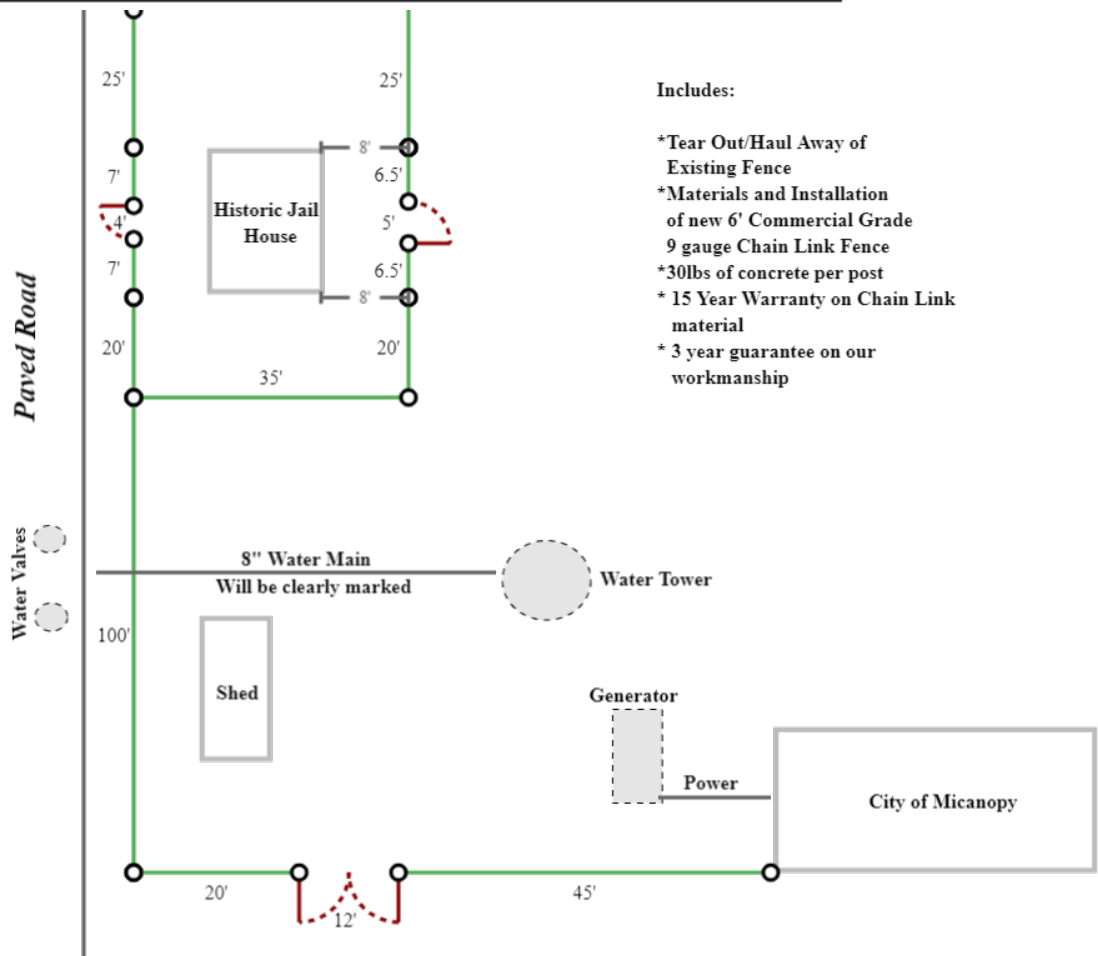 25'
25'
Includes:
*Tear Out/Haul Away of
Existing Fence
*Materials and Installation
of new 6' Commercial Grade
9 gauge Chain Link Fence
*30lbs of concrete per post
* 15 Year Warranty on Chain Link
material
* 3 year guarantee on our
workmanship
8'
7'
6.5'
Historic Jail
House
4'
5'
7'
6.5'
8'
20'
20'
35'
Paved Road
Water Valves
8" Water Main
Will be clearly marked
Water Tower
100'
Shed
Generator
Power
City of Micanopy
20'
12'
45'